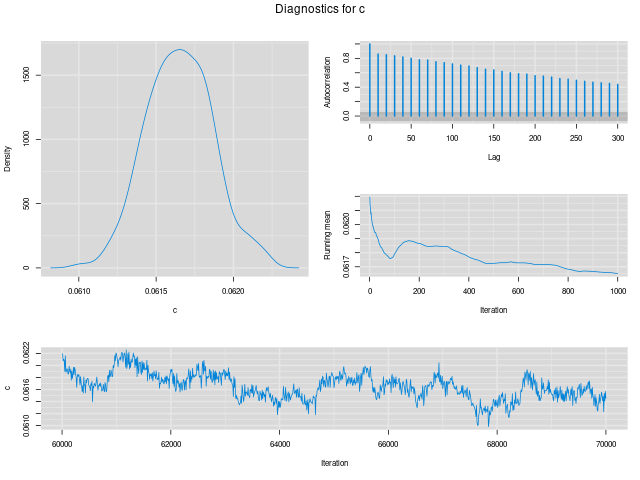 Diagnostics for c
Density
0 500 1000 1500
0.0610 0.0615 0.0620
c
Autocorrelation
0.0 0.4 0.8
0 50 100 150 200 250 300
Lag
Running mean
0.0617 0.0620
0 200 400 600 800 1000
Iteration
c
0.0610 0.0616 0.0622
60000 62000 64000 66000 68000 70000
Iteration